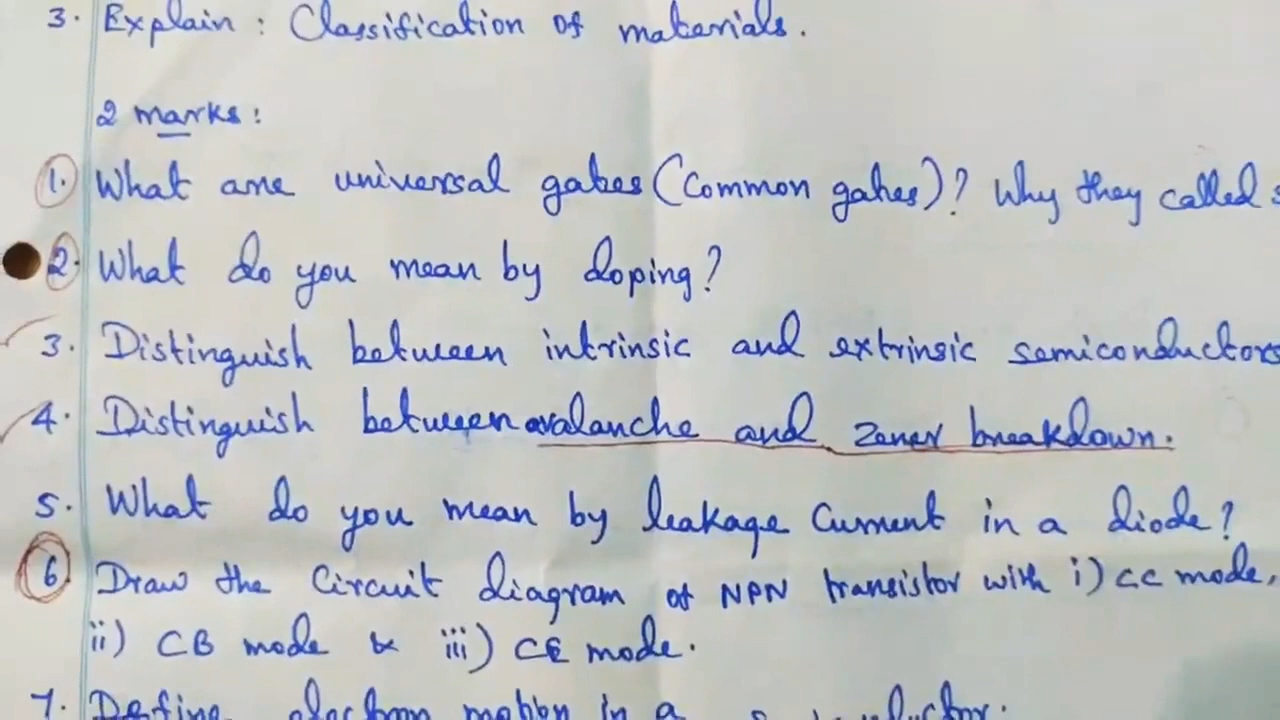 3. Explain : Classification of materials.
2 marks :
1. What are universal gates (Common gates)? Why they called
2. What do you mean by doping?
3. Distinguish between intrinsic and extrinsic semiconductors
4. Distinguish between avalanche and zener breakdown.
5. What do you mean by leakage Current in a diode?
6 Draw the Circuit diagram of NPN transistor with i) CC mode,
ii) CB mode & iii) CE mode.
7. Define electron motion in a